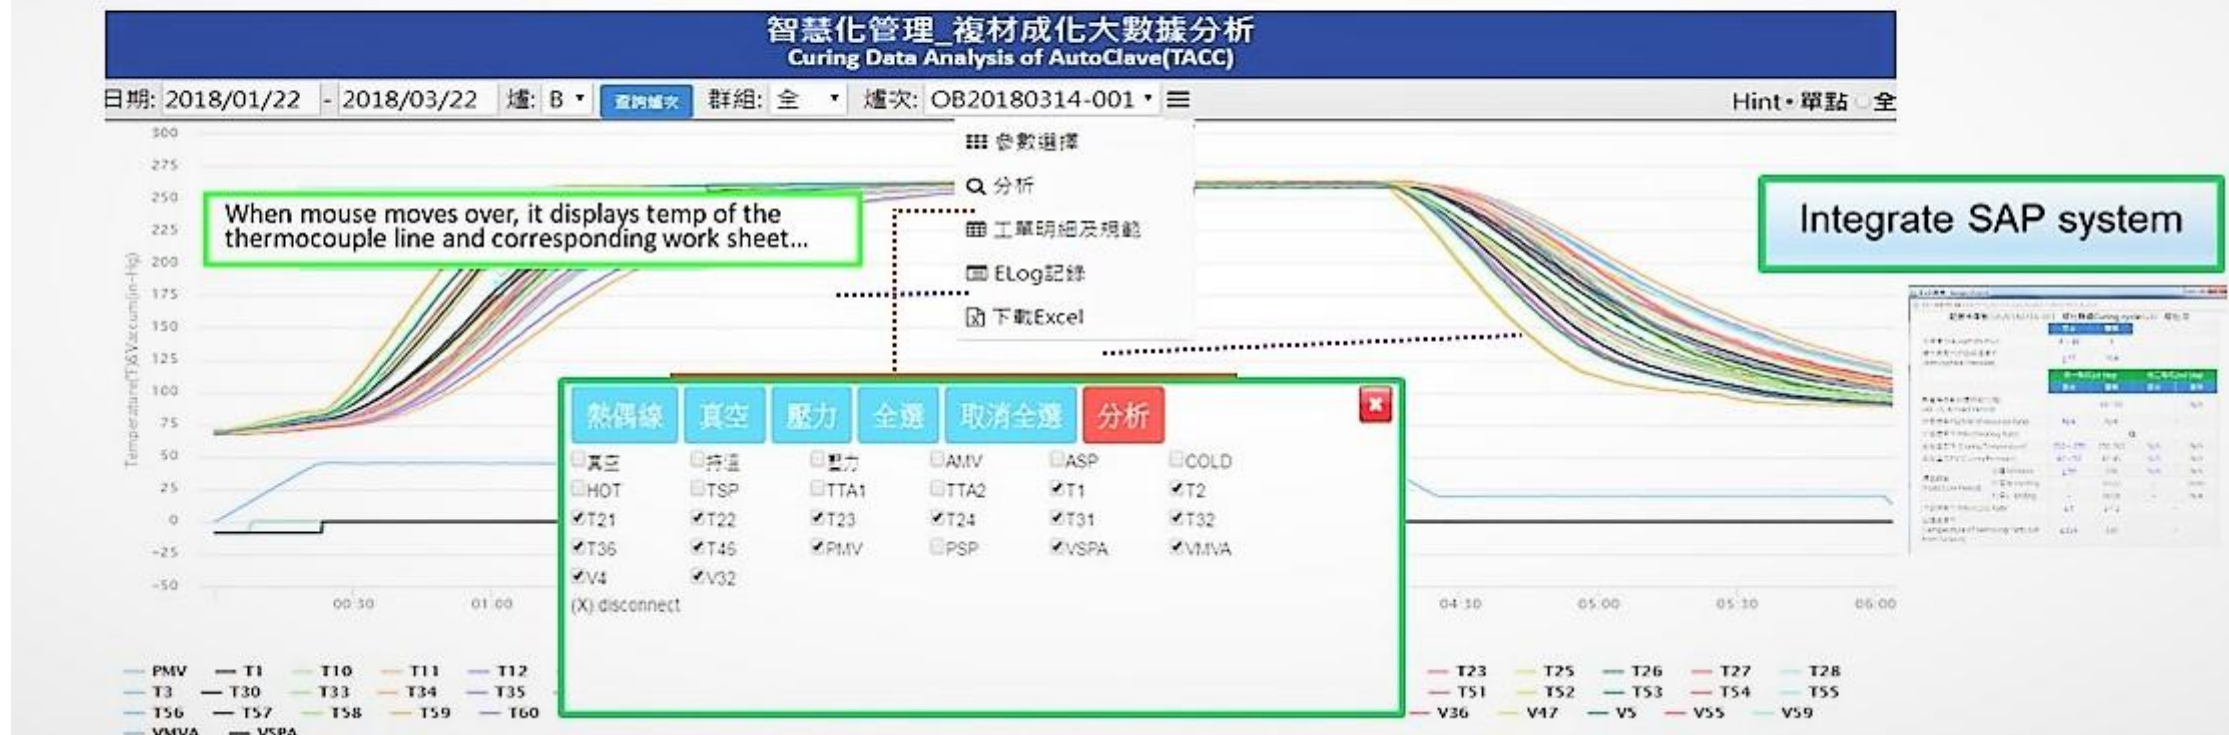 智慧化管理_複材成化大數據分析
Curing Data Analysis of AutoClave(TACC)
日期: 2018/01/22 - 2018/03/22 爐: B 查詢爐次 群組: 全 爐次: OB20180314-001 Hint 單點 全
參數選擇
分析
工單明細及規範
ELog記錄
下載Excel
When mouse moves over, it displays temp of the
thermocouple line and corresponding work sheet...
Integrate SAP system
Temperature(T)&Vaccum(in-Hg)
300
275
250
225
200
175
150
125
100
75
50
25
0
-25
-50
00:30 01:00 04:30 05:00 05:30 06:00
熱偶線 真空 壓力 全選 取消全選 分析
真空 持溫 壓力 AMV ASP COLD
HOT TSP TTA1 TTA2 T1 T2
T21 T22 T23 T24 T31 T32
T36 T46 PMV PSP VSPA VMVA
V4 V32
(X):disconnect
PMV T1 T10 T11 T12 T23 T25 T26 T27 T28
T3 T30 T33 T34 T35 T51 T52 T53 T54 T55
T56 T57 T58 T59 T60 V36 V47 V5 V55 V59
VMVA VSPA